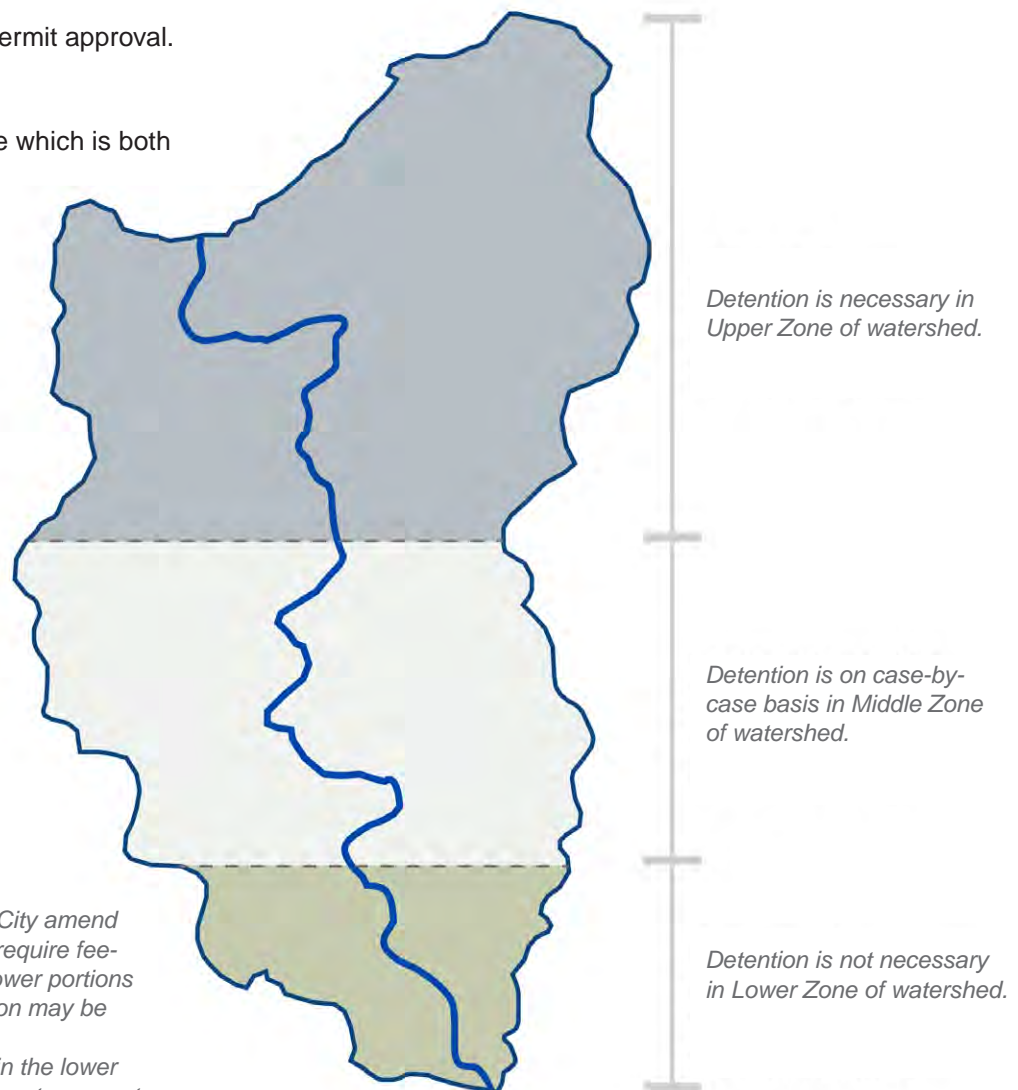 ermit approval.
e which is both
Detention is necessary in
Upper Zone of watershed.
Detention is on case-by-
case basis in Middle Zone
of watershed.
City amend
require fee-
ower portions
on may be
in the lower
Detention is not necessary
in Lower Zone of watershed.